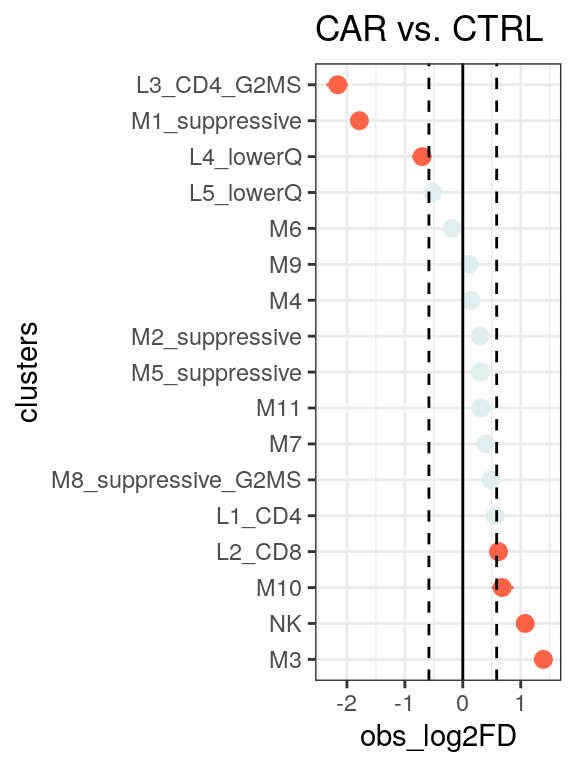 CAR vs. CTRL
L3_CD4_G2MS
M1_suppressive
L4_lowerQ
L5_lowerQ
M6
M9
M4
M2_suppressive
M5_suppressive
M11
M7
M8_suppressive_G2MS
L1_CD4
L2_CD8
M10
NK
M3
clusters
-2 -1 0 1
obs_log2FD